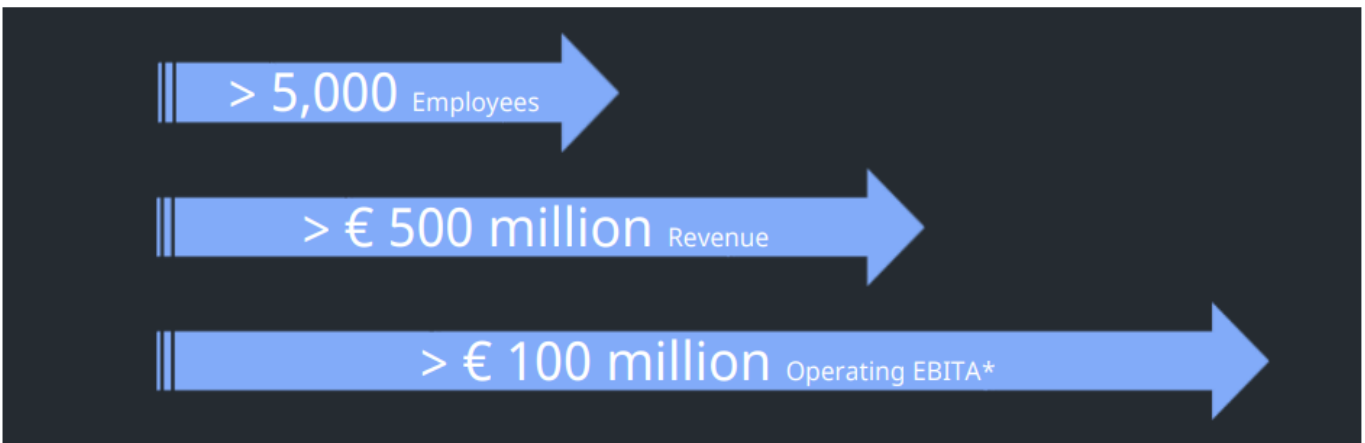 > 5,000 Employees
> € 500 million Revenue
> € 100 million Operating EBITA*